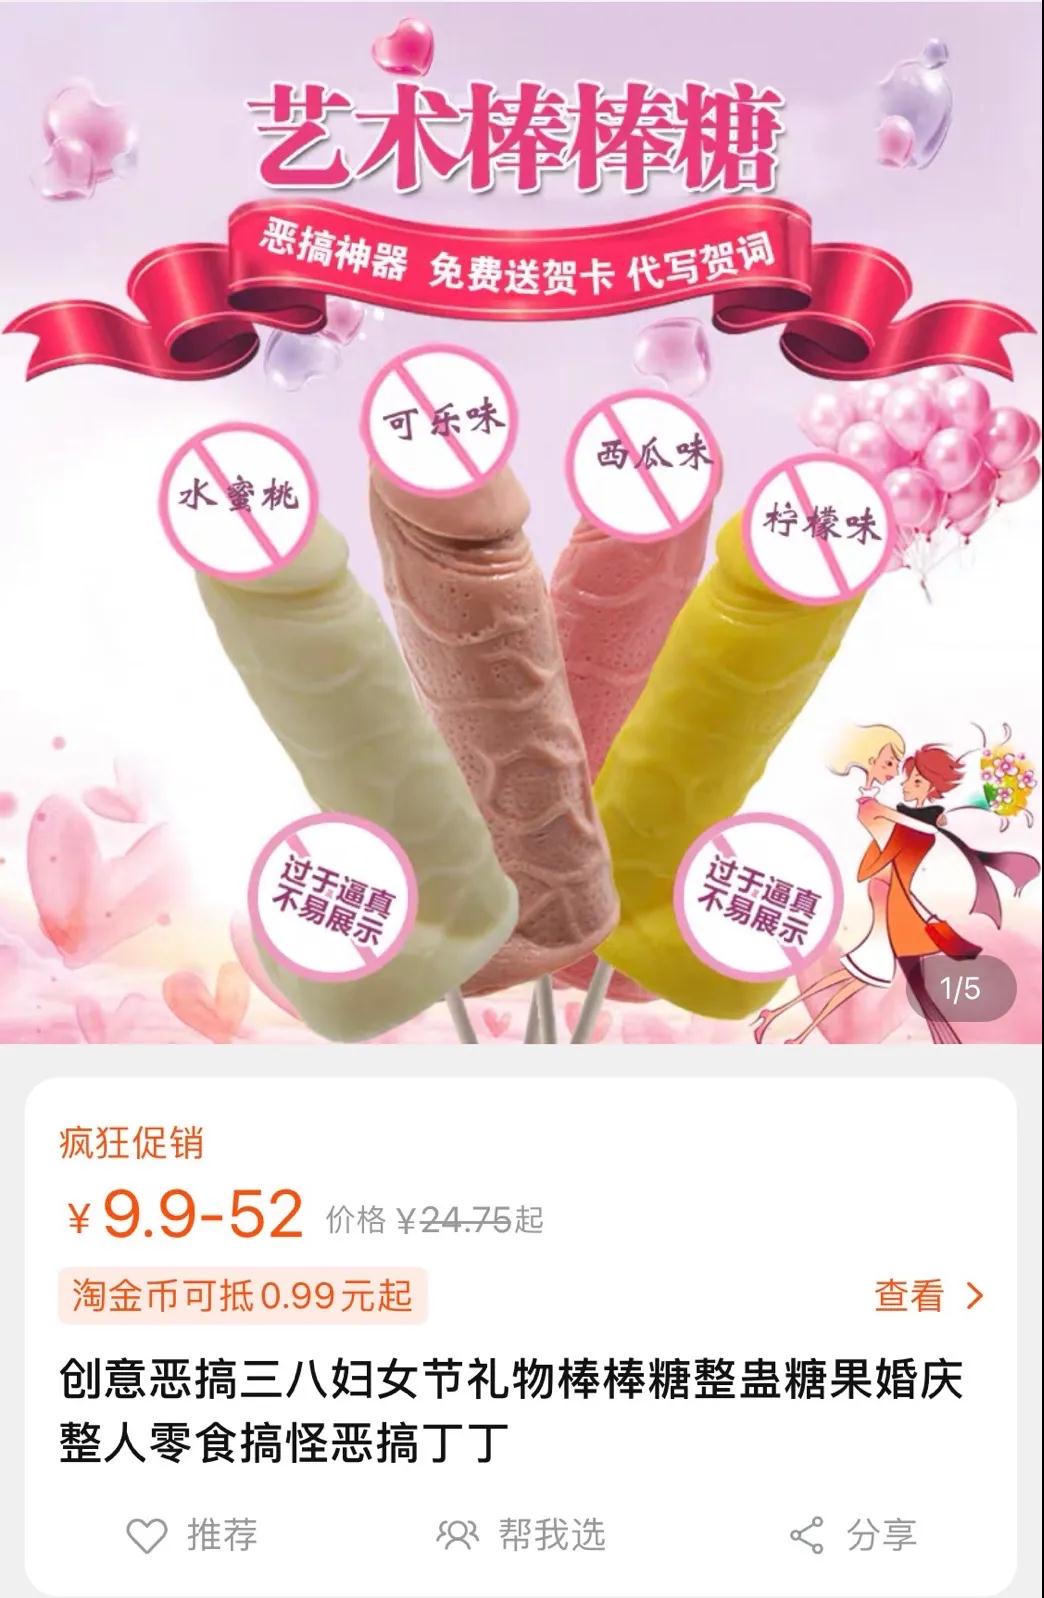 艺术棒棒糖
恶搞神器 免费送贺卡 代写贺词
可乐味
西瓜味
水蜜桃
柠檬味
过于逼真
不易展示
过于逼真
不易展示
1/5
疯狂促销
¥9.9-52 价格 ¥24.75起
淘金币可抵0.99元起 查看
创意恶搞三八妇女节礼物棒棒糖整蛊糖果婚庆
整人零食搞怪恶搞丁丁
推荐 帮我选 分享